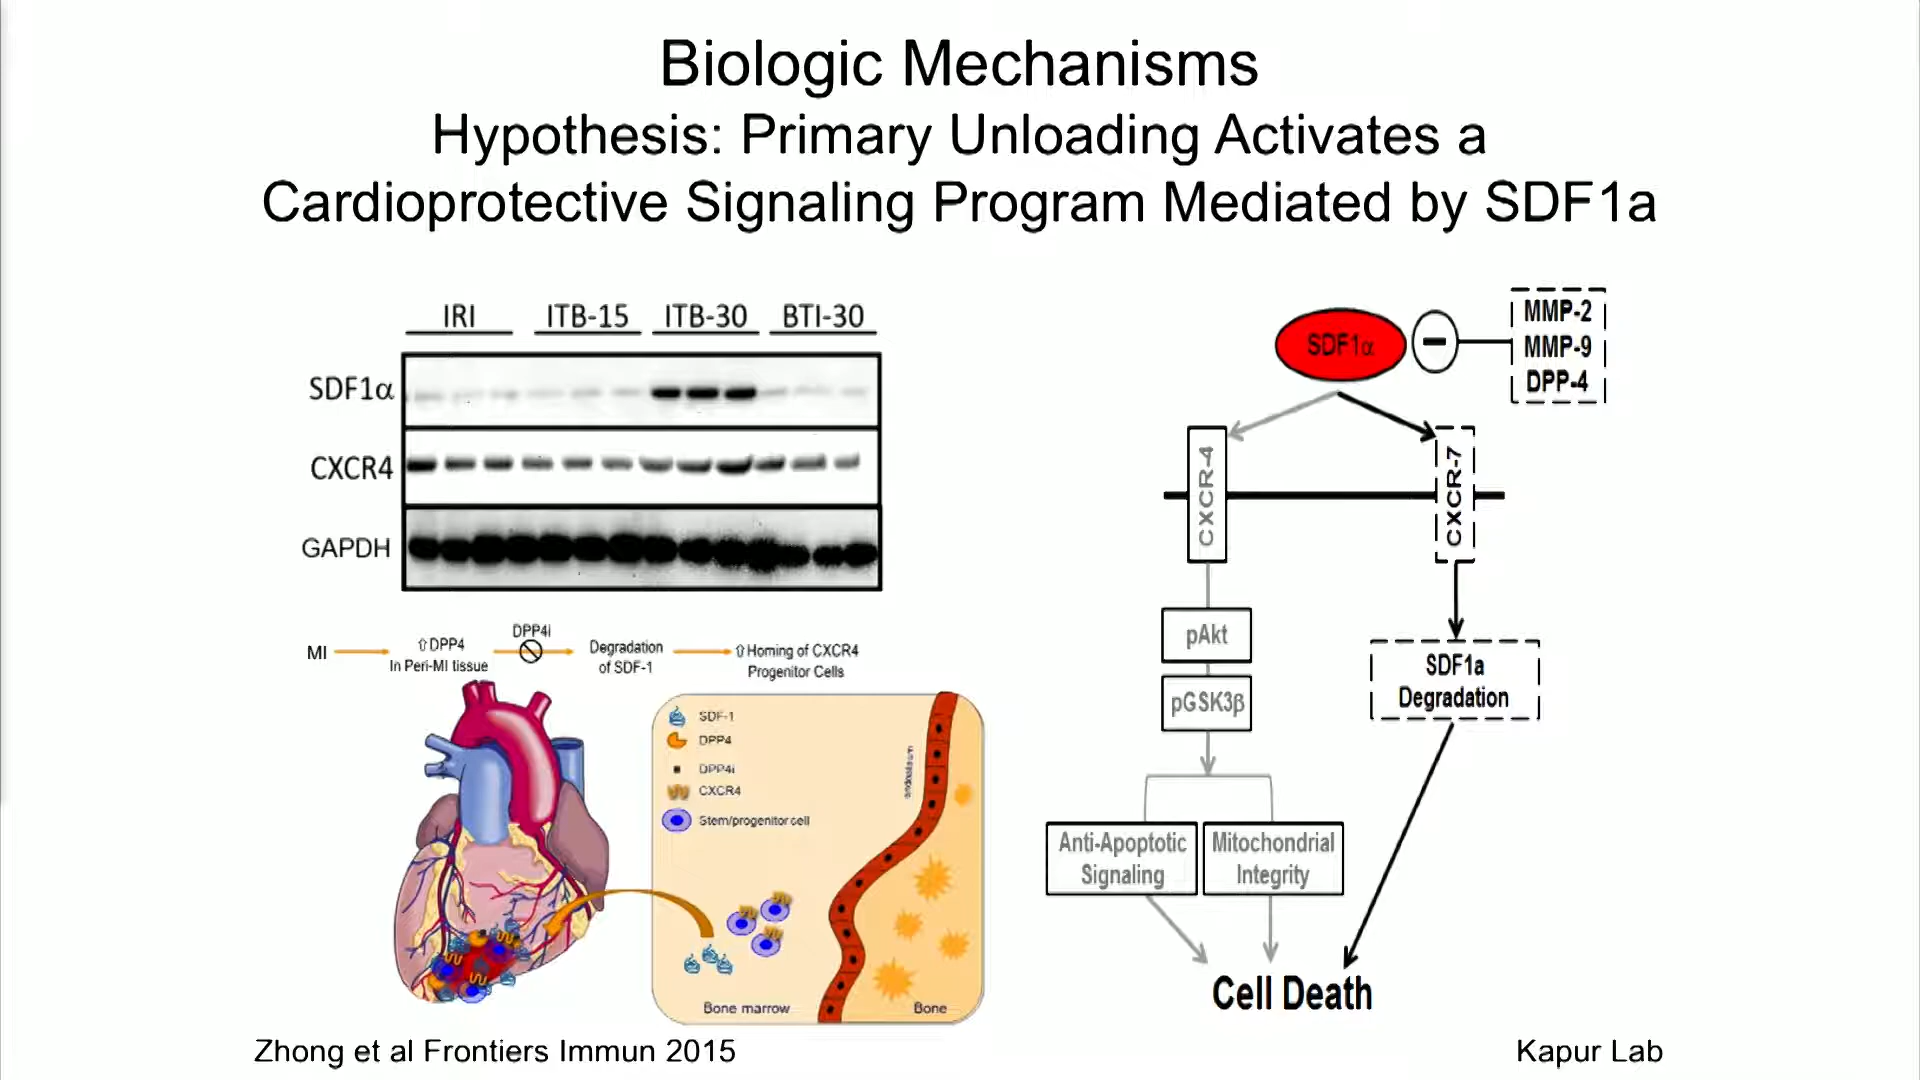 Biologic Mechanisms
Hypothesis: Primary Unloading Activates a
Cardioprotective Signaling Program Mediated by SDF1a
IRI ITB-15 ITB-30 BTI-30
SDF1α
CXCR4
GAPDH
MI
⇧DPP4
In Peri-MI tissue
DPP4i
Degradation
of SDF-1
⇧Homing of CXCR4
Progenitor Cells
SDF-1
DPP4
DPP4i
CXCR4
Stem/progenitor cell
Bone marrow
Bone
Zhong et al Frontiers Immun 2015
SDF1α
−
MMP-2
MMP-9
DPP-4
CXCR-4
CXCR-7
pAkt
pGSK3β
SDF1a
Degradation
Anti-Apoptotic
Signaling
Mitochondrial
Integrity
Cell Death
Kapur Lab